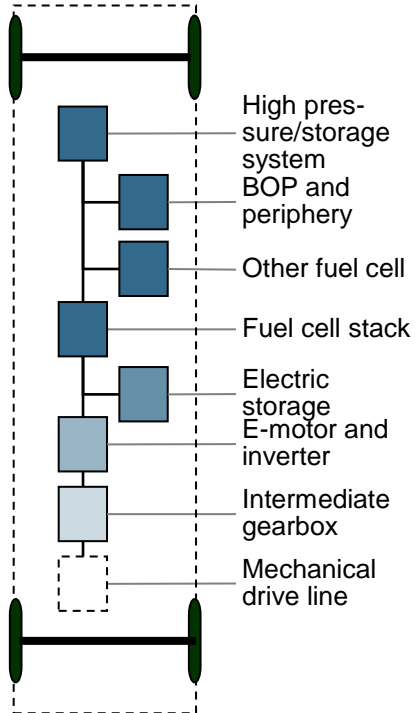 High pres-
sure/storage
system
BOP and
periphery
Other fuel cell
Fuel cell stack
Electric
storage
E-motor and
inverter
Intermediate
gearbox
Mechanical
drive line